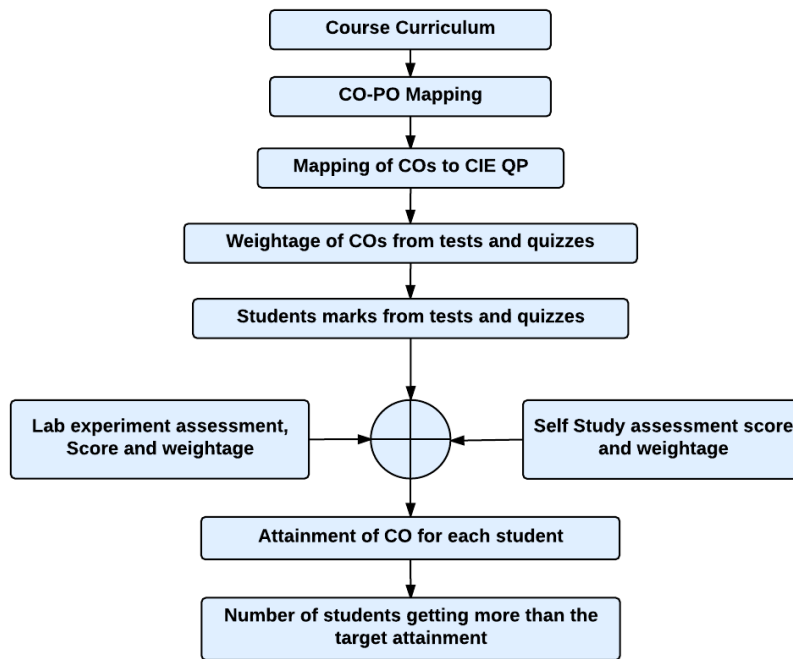 Course Curriculum
CO-PO Mapping
Mapping of COs to CIE QP
Weightage of COs from tests and quizzes
Students marks from tests and quizzes
Lab experiment assessment,
Score and weightage
Self Study assessment score
and weightage
Attainment of CO for each student
Number of students getting more than the
target attainment